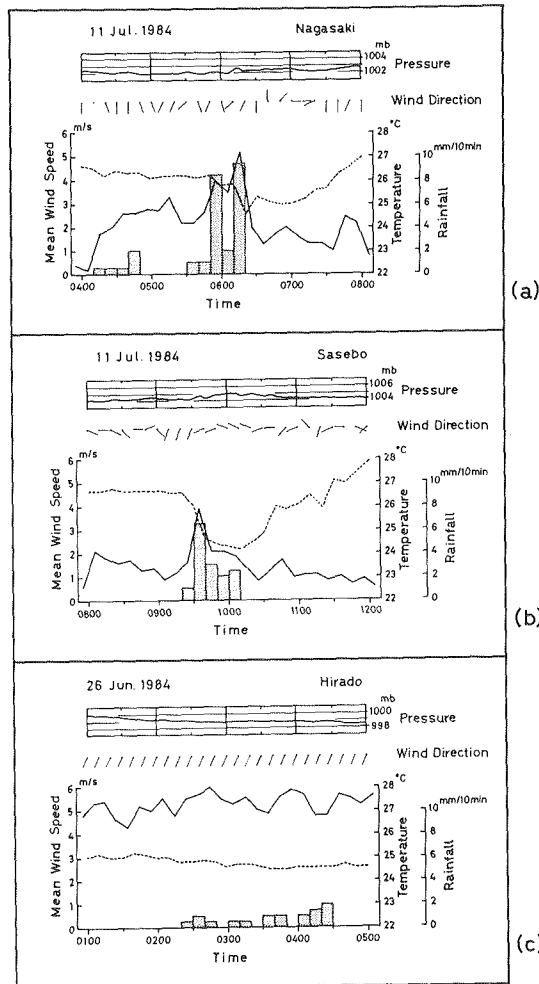 11 Jul. 1984 Nagasaki
mb
1004
1002
Pressure
Wind Direction
m/s
°C
mm/10min
6
5
4
3
2
1
0
28
27
26
25
24
23
22
10
8
6
4
2
0
Mean Wind Speed
Temperature
Rainfall
0400 0500 0600 0700 0800
Time
(a)
11 Jul. 1984 Sasebo
mb
1006
1004
Pressure
Wind Direction
m/s
°C
mm/10min
6
5
4
3
2
1
0
28
27
26
25
24
23
22
10
8
6
4
2
0
Mean Wind Speed
Temperature
Rainfall
0800 0900 1000 1100 1200
Time
(b)
26 Jun. 1984 Hirado
mb
1000
998
Pressure
Wind Direction
m/s
°C
mm/10min
6
5
4
3
2
1
0
28
27
26
25
24
23
22
10
8
6
4
2
0
Mean Wind Speed
Temperature
Rainfall
0100 0200 0300 0400 0500
Time
(c)